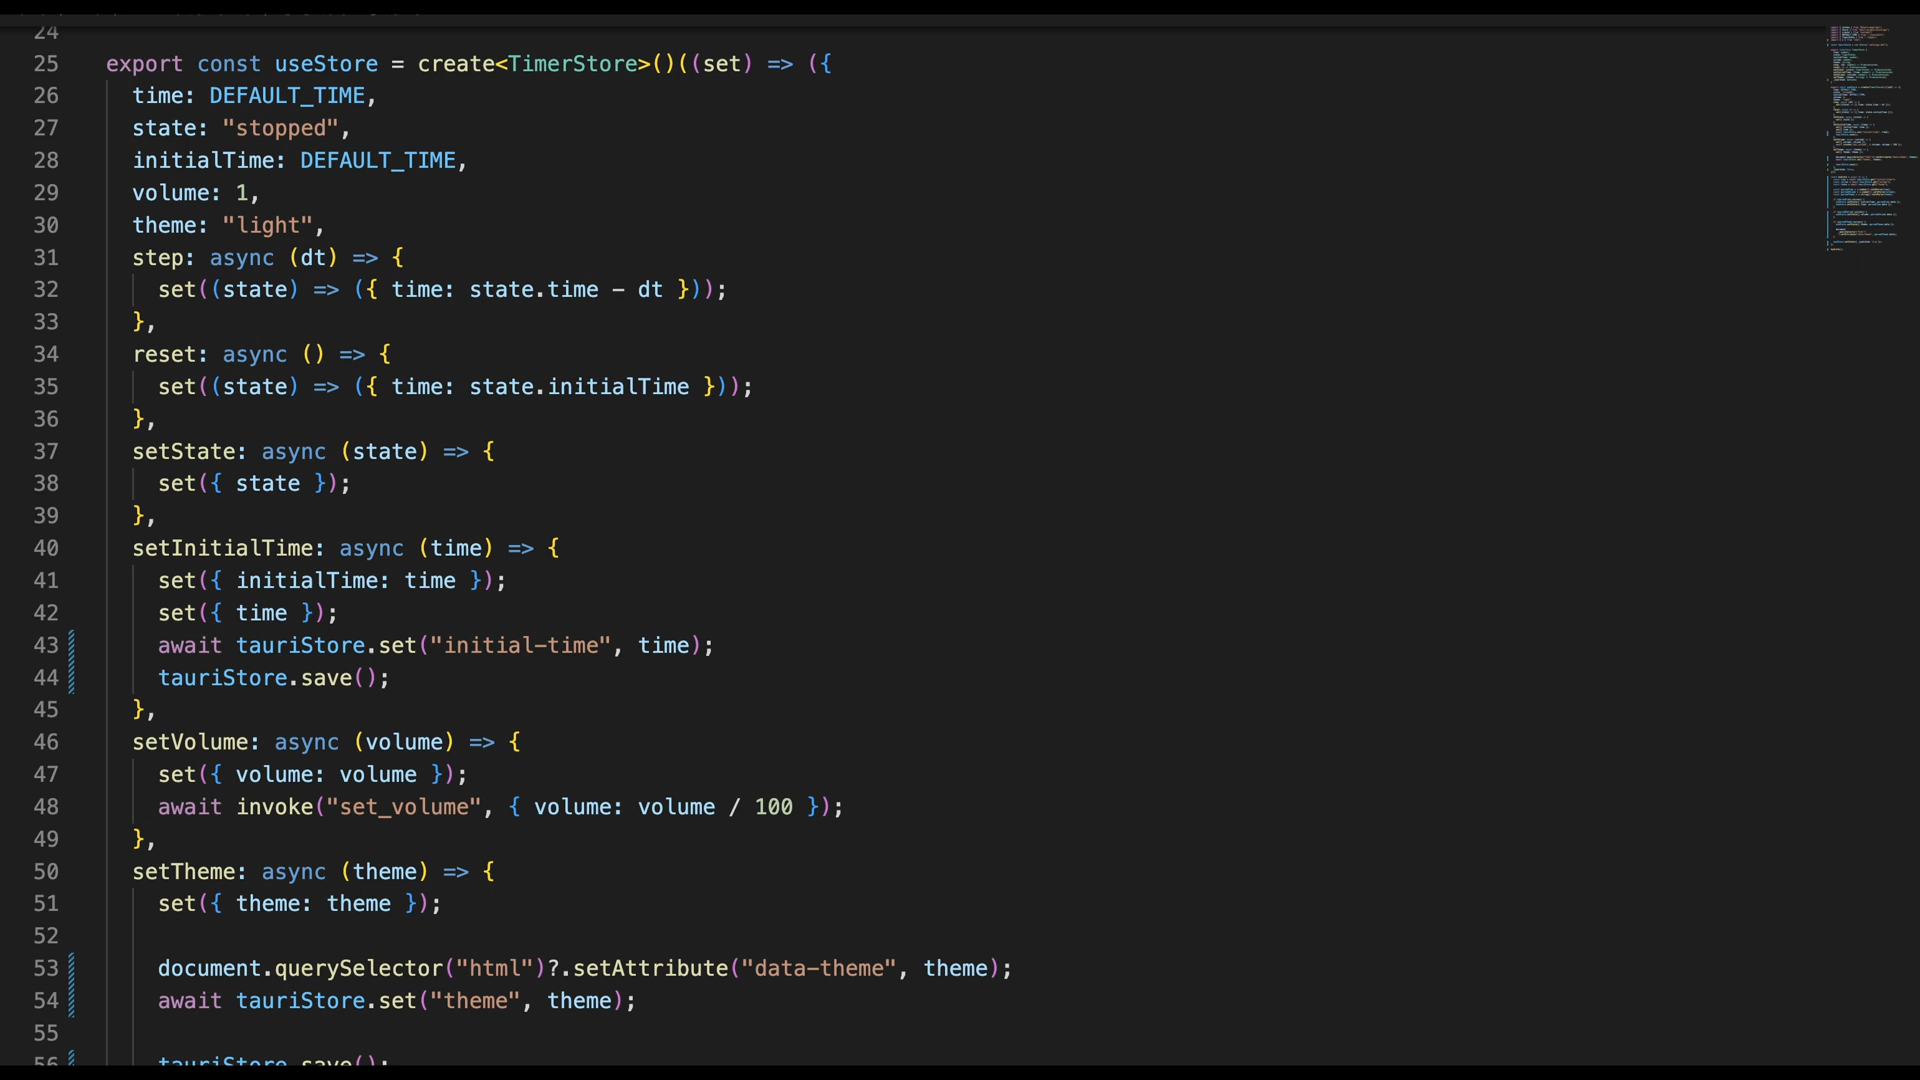 24
25 export const useStore = create<TimerStore>()((set) => ({
26 time: DEFAULT_TIME,
27 state: "stopped",
28 initialTime: DEFAULT_TIME,
29 volume: 1,
30 theme: "light",
31 step: async (dt) => {
32 set((state) => ({ time: state.time - dt }));
33 },
34 reset: async () => {
35 set((state) => ({ time: state.initialTime }));
36 },
37 setState: async (state) => {
38 set({ state });
39 },
40 setInitialTime: async (time) => {
41 set({ initialTime: time });
42 set({ time });
43 await tauriStore.set("initial-time", time);
44 tauriStore.save();
45 },
46 setVolume: async (volume) => {
47 set({ volume: volume });
48 await invoke("set_volume", { volume: volume / 100 });
49 },
50 setTheme: async (theme) => {
51 set({ theme: theme });
52
53 document.querySelector("html")?.setAttribute("data-theme", theme);
54 await tauriStore.set("theme", theme);
55
56 tauriStore.save();